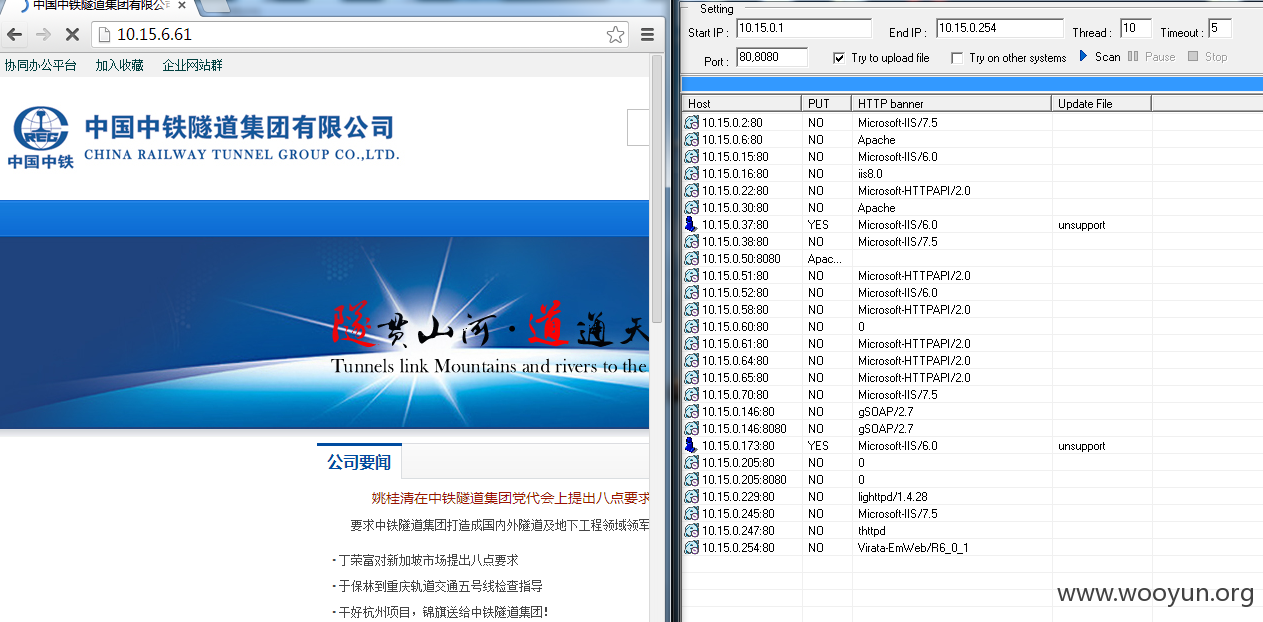 中国中铁隧道集团有限公
10.15.6.61
协同办公平台 加入收藏 企业网站群
中国中铁
中国中铁隧道集团有限公司
CHINA RAILWAY TUNNEL GROUP CO.,LTD.
隧贯山河·道通天
Tunnels link Mountains and rivers to the
公司要闻
姚桂清在中铁隧道集团党代会上提出八点要求
要求中铁隧道集团打造成国内外隧道及地下工程领域领军
·丁荣富对新加坡市场提出八点要求
·于保林到重庆轨道交通五号线检查指导
·干好杭州项目，锦旗送给中铁隧道集团！
Setting
Start IP : 10.15.0.1 End IP : 10.15.0.254 Thread : 10 Timeout : 5
Port : 80,8080 Try to upload file Try on other systems Scan Pause Stop
Host PUT HTTP banner Update File
10.15.0.2:80 NO Microsoft-IIS/7.5
10.15.0.6:80 NO Apache
10.15.0.15:80 NO Microsoft-IIS/6.0
10.15.0.16:80 NO iis8.0
10.15.0.22:80 NO Microsoft-HTTPAPI/2.0
10.15.0.30:80 NO Apache
10.15.0.37:80 YES Microsoft-IIS/6.0 unsupport
10.15.0.38:80 NO Microsoft-IIS/7.5
10.15.0.50:8080 Apac...
10.15.0.51:80 NO Microsoft-HTTPAPI/2.0
10.15.0.52:80 NO Microsoft-IIS/6.0
10.15.0.58:80 NO Microsoft-HTTPAPI/2.0
10.15.0.60:80 NO 0
10.15.0.61:80 NO Microsoft-HTTPAPI/2.0
10.15.0.64:80 NO Microsoft-HTTPAPI/2.0
10.15.0.65:80 NO Microsoft-HTTPAPI/2.0
10.15.0.70:80 NO Microsoft-IIS/7.5
10.15.0.146:80 NO gSOAP/2.7
10.15.0.146:8080 NO gSOAP/2.7
10.15.0.173:80 YES Microsoft-IIS/6.0 unsupport
10.15.0.205:80 NO 0
10.15.0.205:8080 NO 0
10.15.0.229:80 NO lighttpd/1.4.28
10.15.0.245:80 NO Microsoft-IIS/7.5
10.15.0.247:80 NO thttpd
10.15.0.254:80 NO Virata-EmWeb/R6_0_1
www.wooyun.org